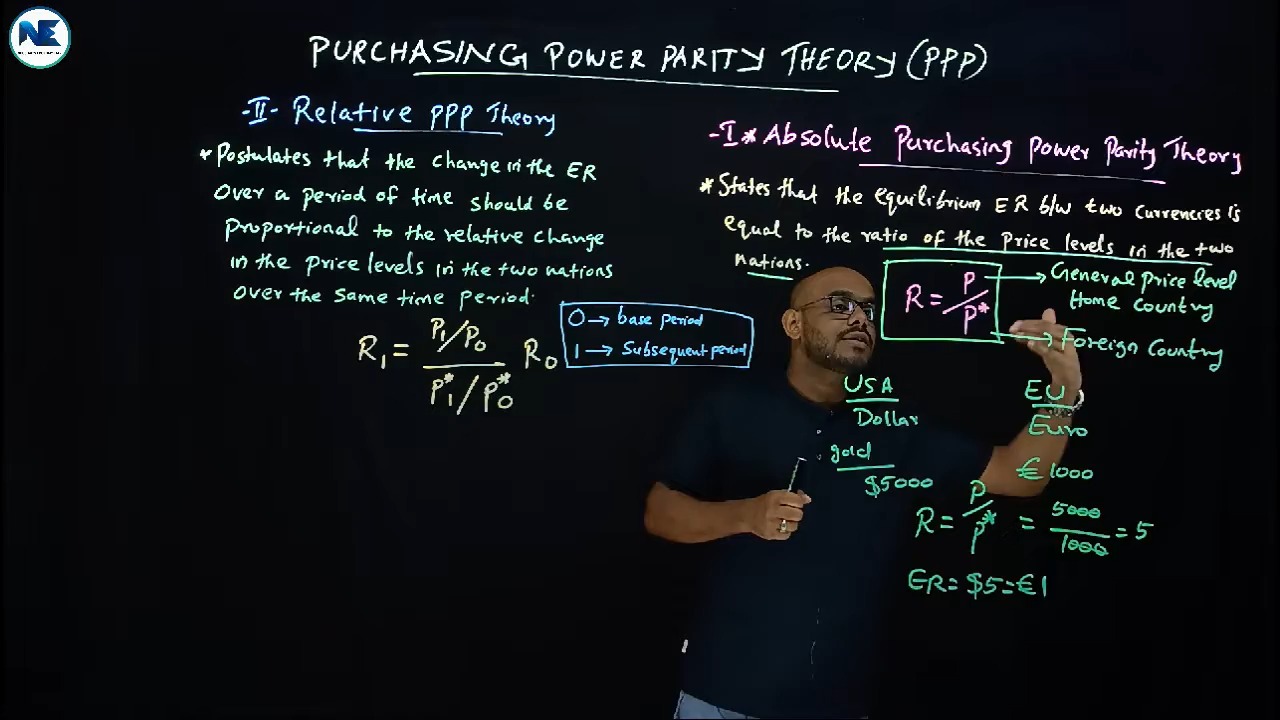 NE
PURCHASING POWER PARITY THEORY (PPP)
-II- Relative PPP Theory
* Postulates that the change in the ER
Over a period of time should be
proportional to the relative change
in the price levels in the two nations
over the same time period.
R₁ = P₁/P₀ / P₁*/P₀* R₀
0 → base period
1 → Subsequent period
-I * Absolute Purchasing Power Parity Theory
* States that the equilibrium ER b/w two currencies is
equal to the ratio of the price levels in the two
nations.
R = P/P*
General price level
Home Country
Foreign Country
USA
Dollar
gold
$5000
EU
Euro
€1000
R = P/P* = 5000/1000 = 5
ER = $5 = €1